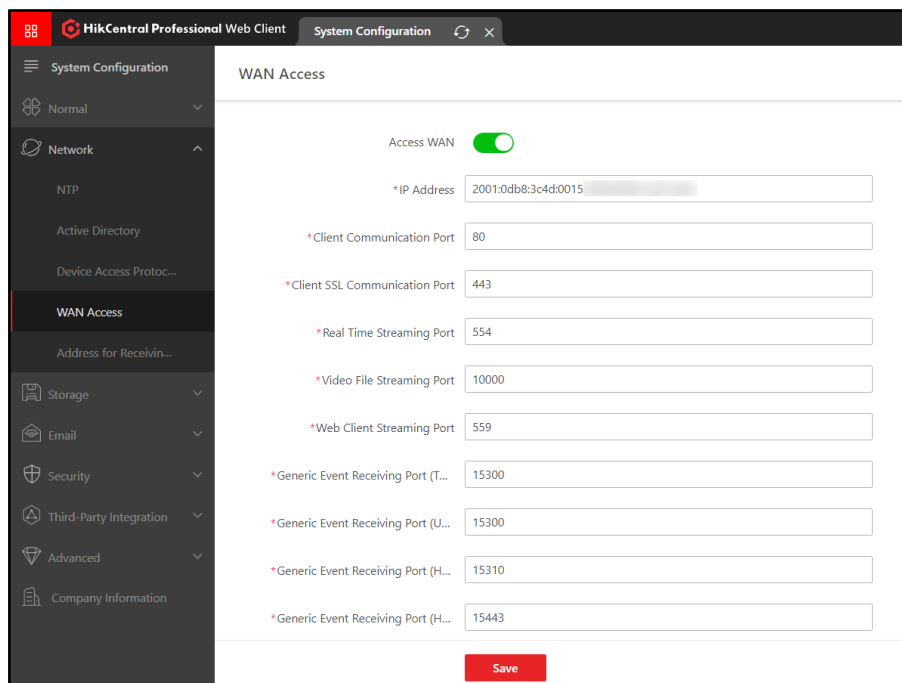 HikCentral Professional Web Client
System Configuration
System Configuration
Normal
Network
NTP
Active Directory
Device Access Protoc...
WAN Access
Address for Receivin...
Storage
Email
Security
Third-Party Integration
Advanced
Company Information
WAN Access
Access WAN
*IP Address 2001:0db8:3c4d:0015
*Client Communication Port 80
*Client SSL Communication Port 443
*Real Time Streaming Port 554
*Video File Streaming Port 10000
*Web Client Streaming Port 559
*Generic Event Receiving Port (T... 15300
*Generic Event Receiving Port (U... 15300
*Generic Event Receiving Port (H... 15310
*Generic Event Receiving Port (H... 15443
Save